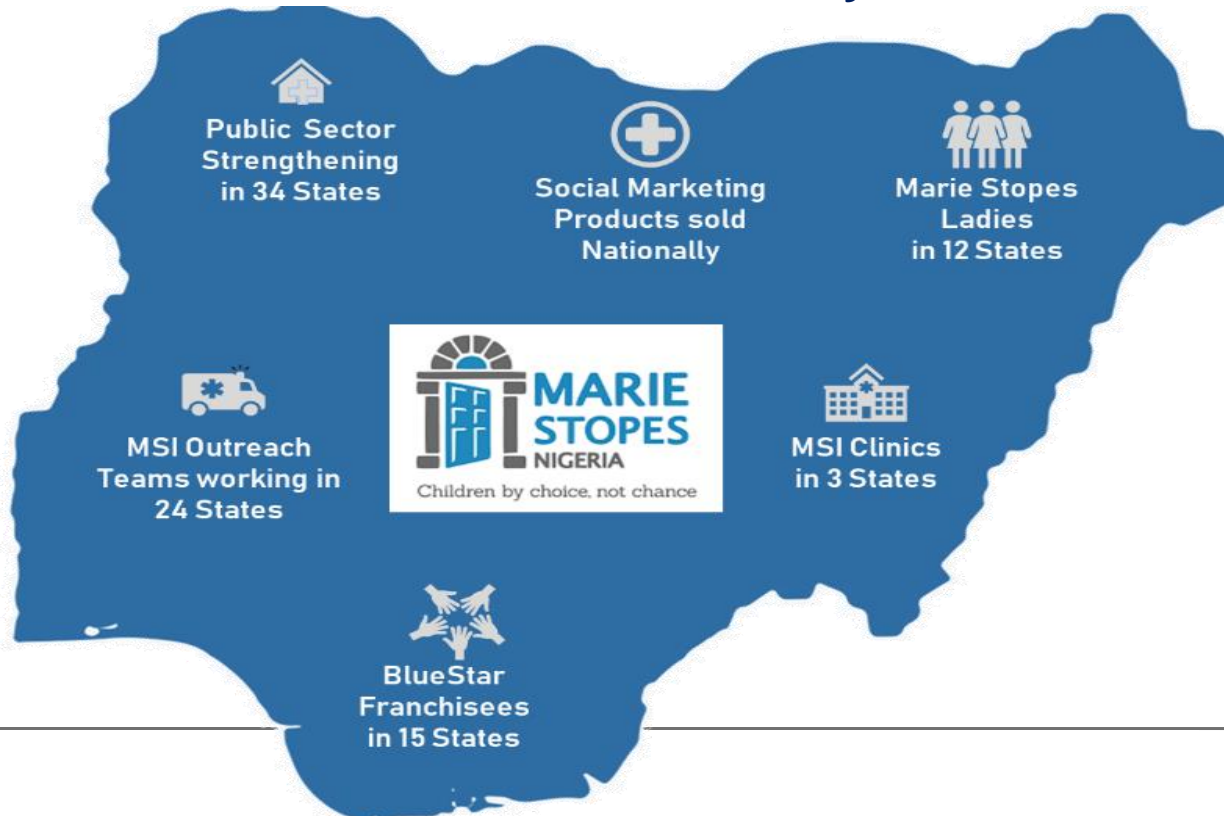 Public Sector
Strengthening
in 34 States
Social Marketing
Products sold
Nationally
Marie Stopes
Ladies
in 12 States
MSI Outreach
Teams working in
24 States
MARIE
STOPES
NIGERIA
Children by choice, not chance
MSI Clinics
in 3 States
BlueStar
Franchisees
in 15 States